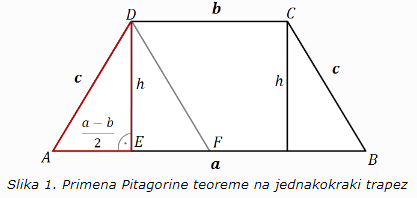 b
D
C
c
h
h
c
a − b
2
A
E
F
a
B
Slika 1. Primena Pitagorine teoreme na jednakokraki trapez